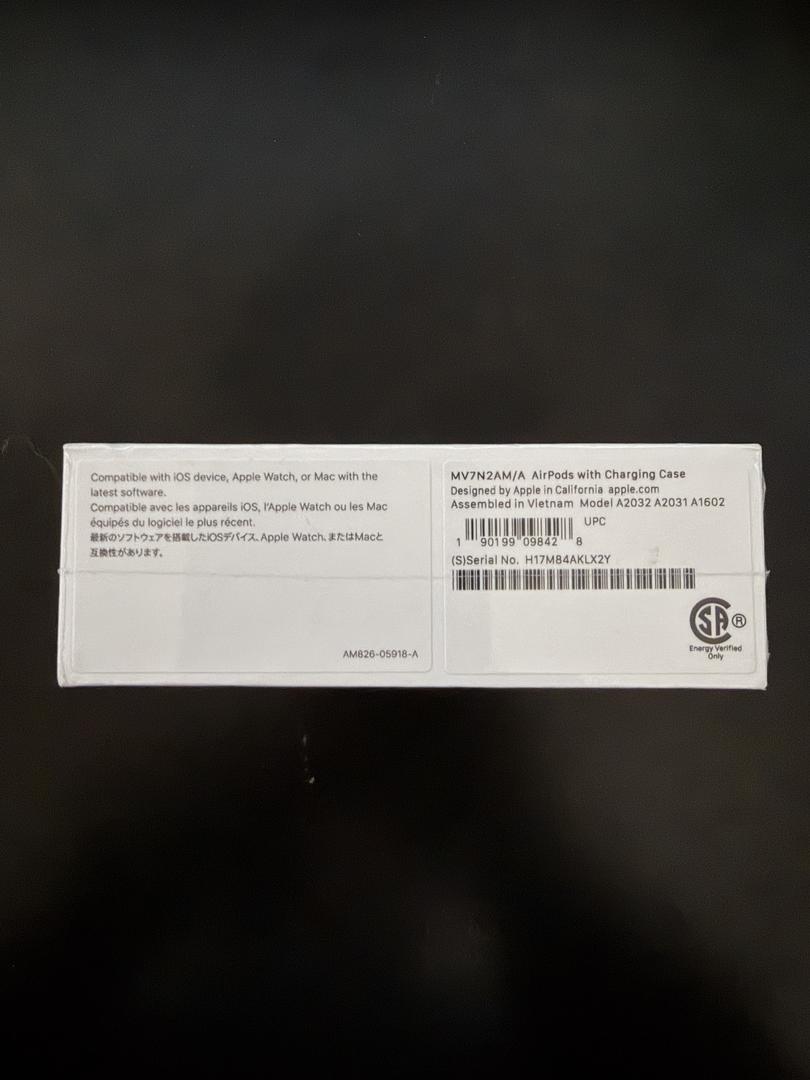 Compatible with iOS device, Apple Watch, or Mac with the
latest software.
Compatible avec les appareils iOS, l'Apple Watch ou les Mac
équipés du logiciel le plus récent.
最新のソフトウェアを搭載したiOSデバイス、Apple Watch、またはMacと
互換性があります。
AM826-05918-A
MV7N2AM/A AirPods with Charging Case
Designed by Apple in California apple.com
Assembled in Vietnam Model A2032 A2031 A1602
UPC
1 90199 09842 8
(S)Serial No. H17M84AKLX2Y
SA ®
Energy Verified
Only